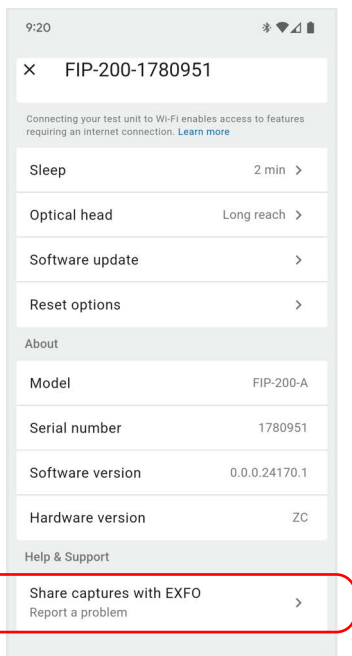 9:20
× FIP-200-1780951
Connecting your test unit to Wi-Fi enables access to features
requiring an internet connection. Learn more
Sleep 2 min >
Optical head Long reach >
Software update >
Reset options >
About
Model FIP-200-A
Serial number 1780951
Software version 0.0.0.24170.1
Hardware version ZC
Help & Support
Share captures with EXFO >
Report a problem